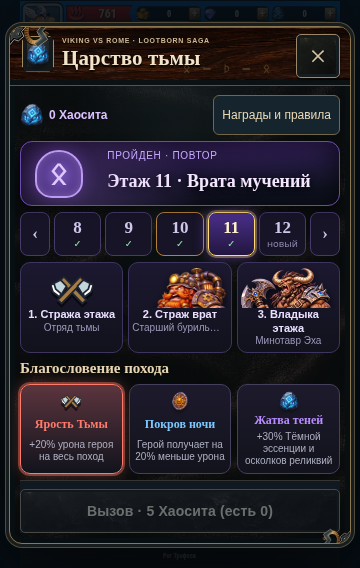 761
0
0
0
VIKING VS ROME · LOOTBORN SAGA
Царство тьмы
0 Хаосита
Награды и правила
ПРОЙДЕН · ПОВТОР
Этаж 11 · Врата мучений
8
9
10
11
12
НОВЫЙ
1. Стража этажа
Отряд тьмы
2. Страж врат
Старший буриль...
3. Владыка этажа
Минотавр Эха
Благословение похода
Ярость Тьмы
+20% урона героя
на весь поход
Покров ночи
Герой получает на
20% меньше урона
Жатва теней
+30% Тёмной
эссенции и
осколков реликвий
Вызов · 5 Хаосита (есть 0)